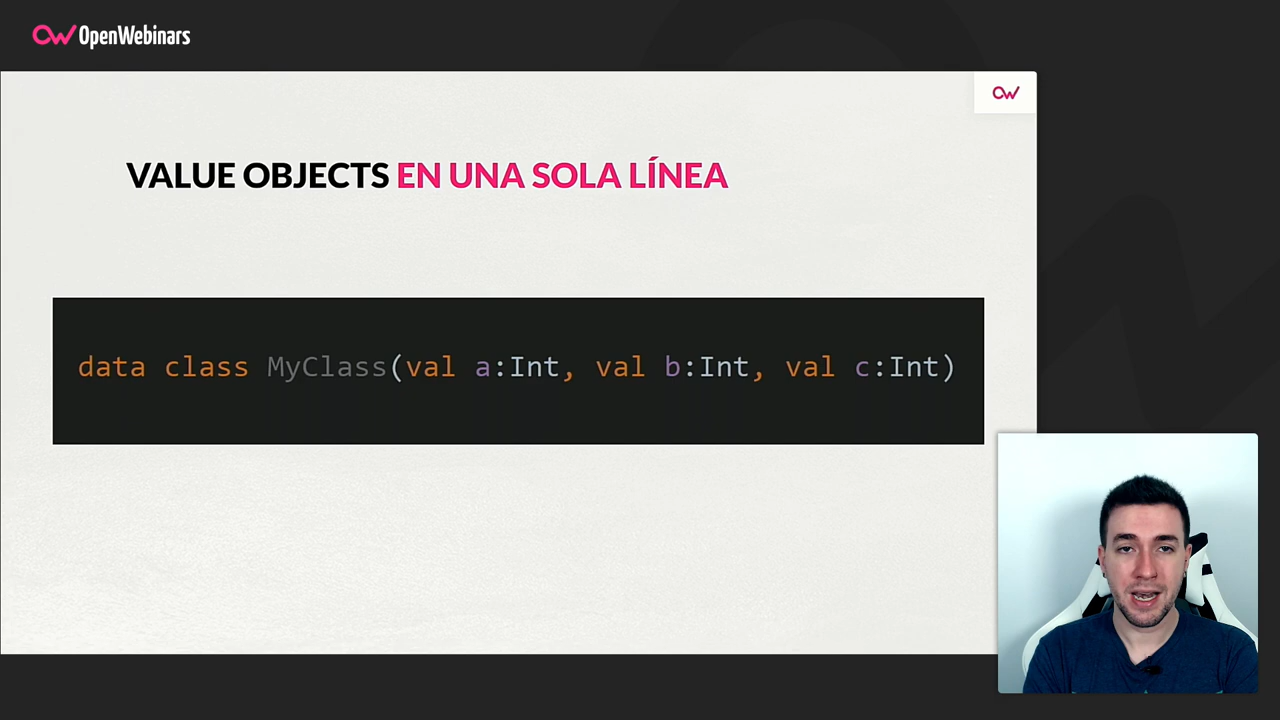 OpenWebinars
VALUE OBJECTS EN UNA SOLA LÍNEA
data class MyClass(val a:Int, val b:Int, val c:Int)